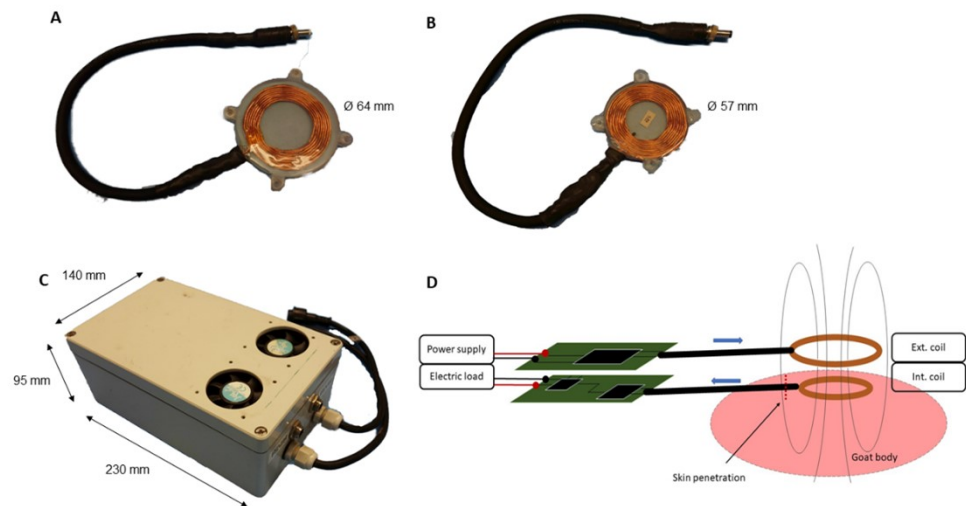 A
Ø 64 mm
B
Ø 57 mm
C
140 mm
95 mm
230 mm
D
Power supply
Electric load
Ext. coil
Int. coil
Goat body
Skin penetration